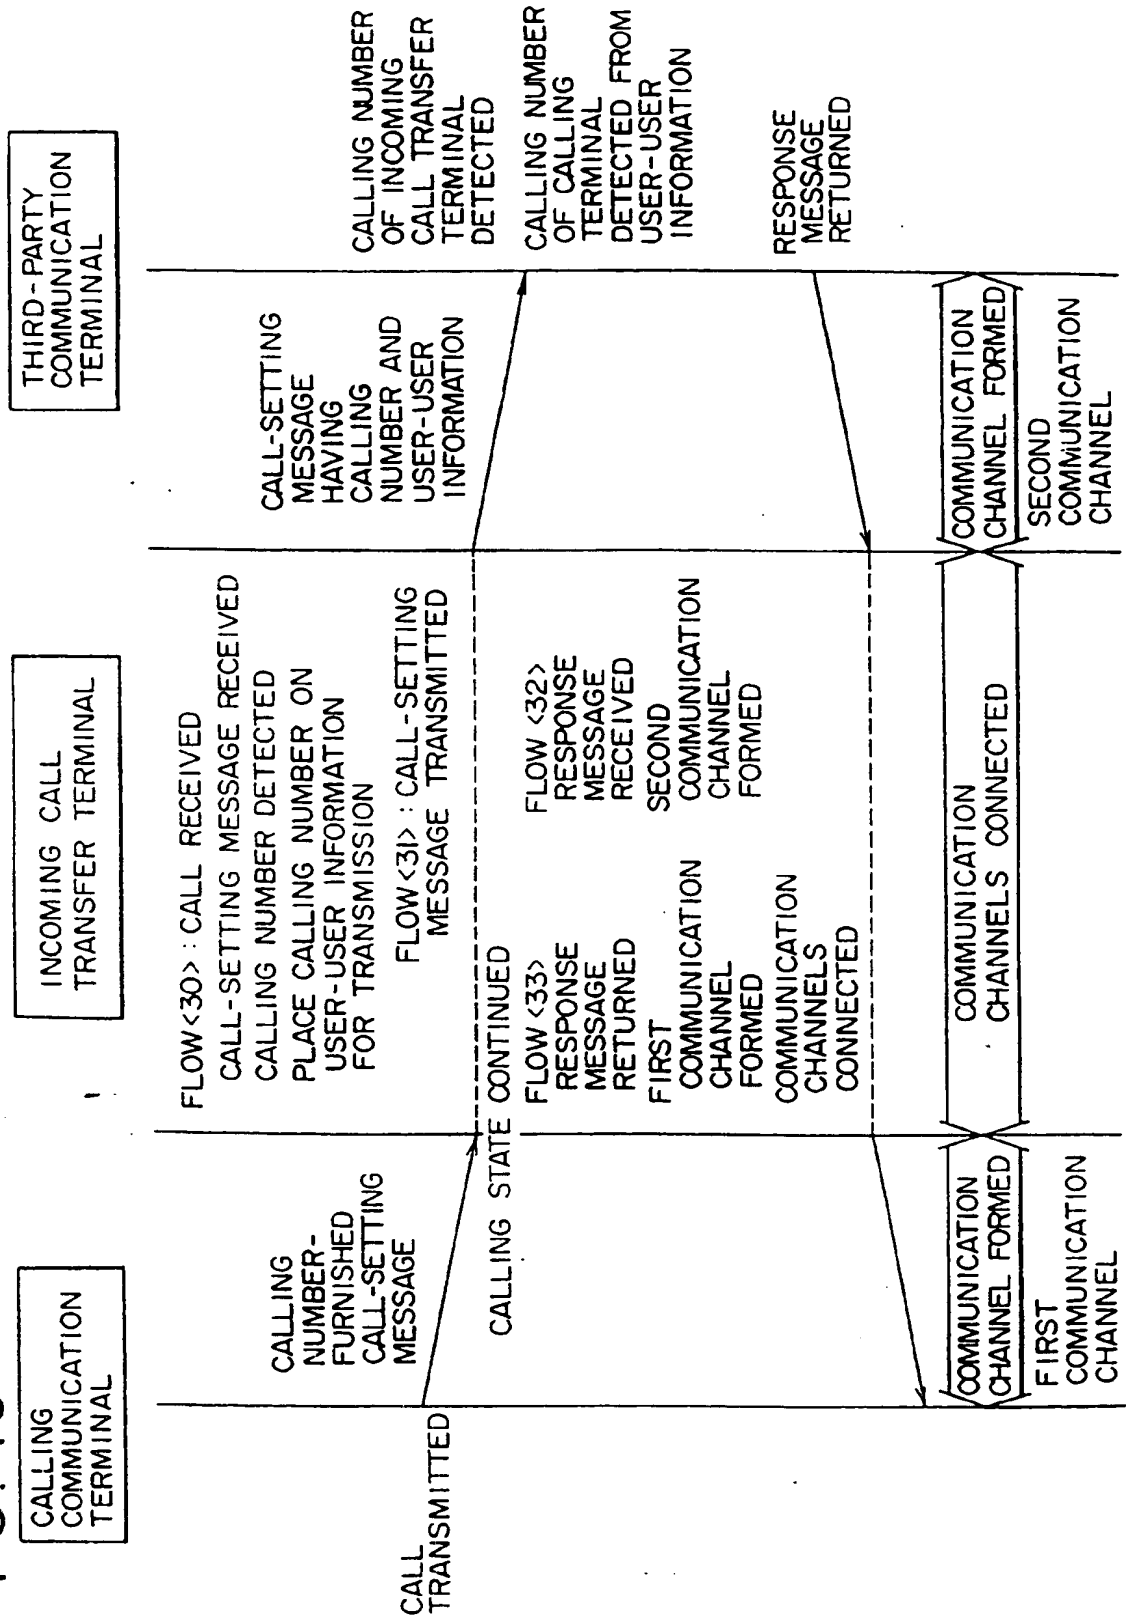 CALLING
COMMUNICATION
TERMINAL
INCOMING CALL
TRANSFER TERMINAL
THIRD-PARTY
COMMUNICATION
TERMINAL
CALL
TRANSMITTED
CALLING
NUMBER-
FURNISHED
CALL-SETTING
MESSAGE
FLOW<30> : CALL RECEIVED
CALL-SETTING MESSAGE RECEIVED
CALLING NUMBER DETECTED
PLACE CALLING NUMBER ON
USER-USER INFORMATION
FOR TRANSMISSION
FLOW<31> : CALL-SETTING
MESSAGE TRANSMITTED
CALL-SETTING
MESSAGE
HAVING
CALLING
NUMBER AND
USER-USER
INFORMATION
CALLING NUMBER
OF INCOMING
CALL TRANSFER
TERMINAL
DETECTED
CALLING NUMBER
OF CALLING
TERMINAL
DETECTED FROM
USER-USER
INFORMATION
RESPONSE
MESSAGE
RETURNED
CALLING STATE CONTINUED
FLOW <33>
RESPONSE
MESSAGE
RETURNED
FIRST
COMMUNICATION
CHANNEL
FORMED
COMMUNICATION
CHANNELS
CONNECTED
FLOW <32>
RESPONSE
MESSAGE
RECEIVED
SECOND
COMMUNICATION
CHANNEL
FORMED
COMMUNICATION
CHANNEL FORMED
FIRST
COMMUNICATION
CHANNEL
COMMUNICATION
CHANNELS CONNECTED
COMMUNICATION
CHANNEL FORMED
SECOND
COMMUNICATION
CHANNEL